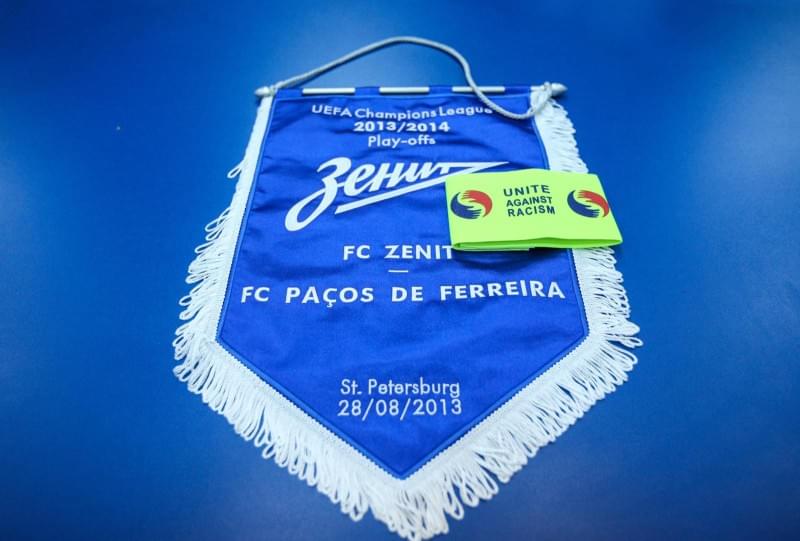 UEFA Champions League
2013/2014
Play-offs
Зенит
UNITE
AGAINST
RACISM
FC ZENIT
—
FC PAÇOS DE FERREIRA
St. Petersburg
28/08/2013